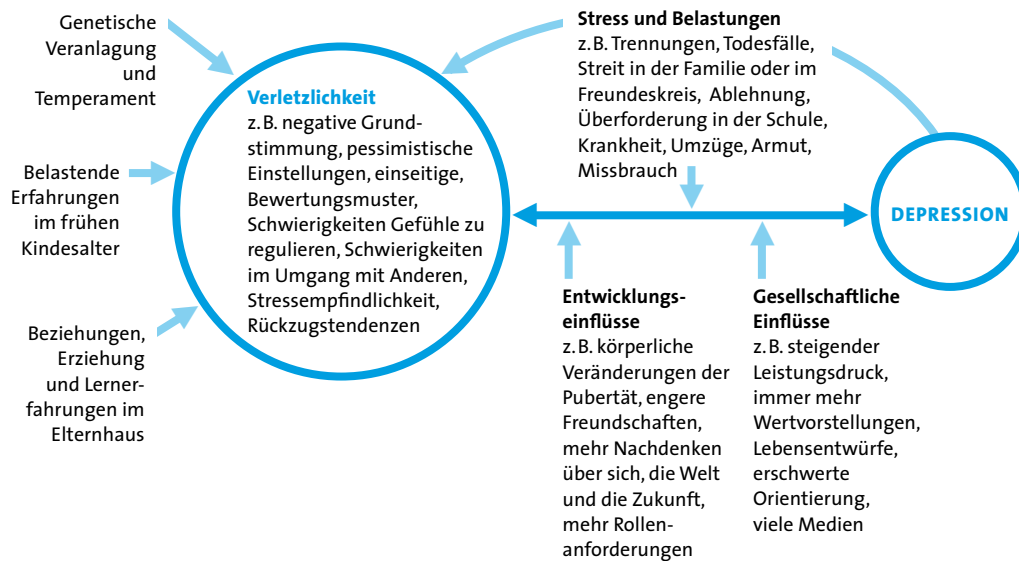 Genetische
Veranlagung
und
Temperament
Belastende
Erfahrungen
im frühen
Kindesalter
Beziehungen,
Erziehung
und Lerner-
fahrungen im
Elternhaus
Verletzlichkeit
z.B. negative Grund-
stimmung, pessimistische
Einstellungen, einseitige,
Bewertungsmuster,
Schwierigkeiten Gefühle zu
regulieren, Schwierigkeiten
im Umgang mit Anderen,
Stressempfindlichkeit,
Rückzugstendenzen
Stress und Belastungen
z.B. Trennungen, Todesfälle,
Streit in der Familie oder im
Freundeskreis, Ablehnung,
Überforderung in der Schule,
Krankheit, Umzüge, Armut,
Missbrauch
DEPRESSION
Entwicklungs-
einflüsse
z.B. körperliche
Veränderungen der
Pubertät, engere
Freundschaften,
mehr Nachdenken
über sich, die Welt
und die Zukunft,
mehr Rollen-
anforderungen
Gesellschaftliche
Einflüsse
z.B. steigender
Leistungsdruck,
immer mehr
Wertvorstellungen,
Lebensentwürfe,
erschwerte
Orientierung,
viele Medien